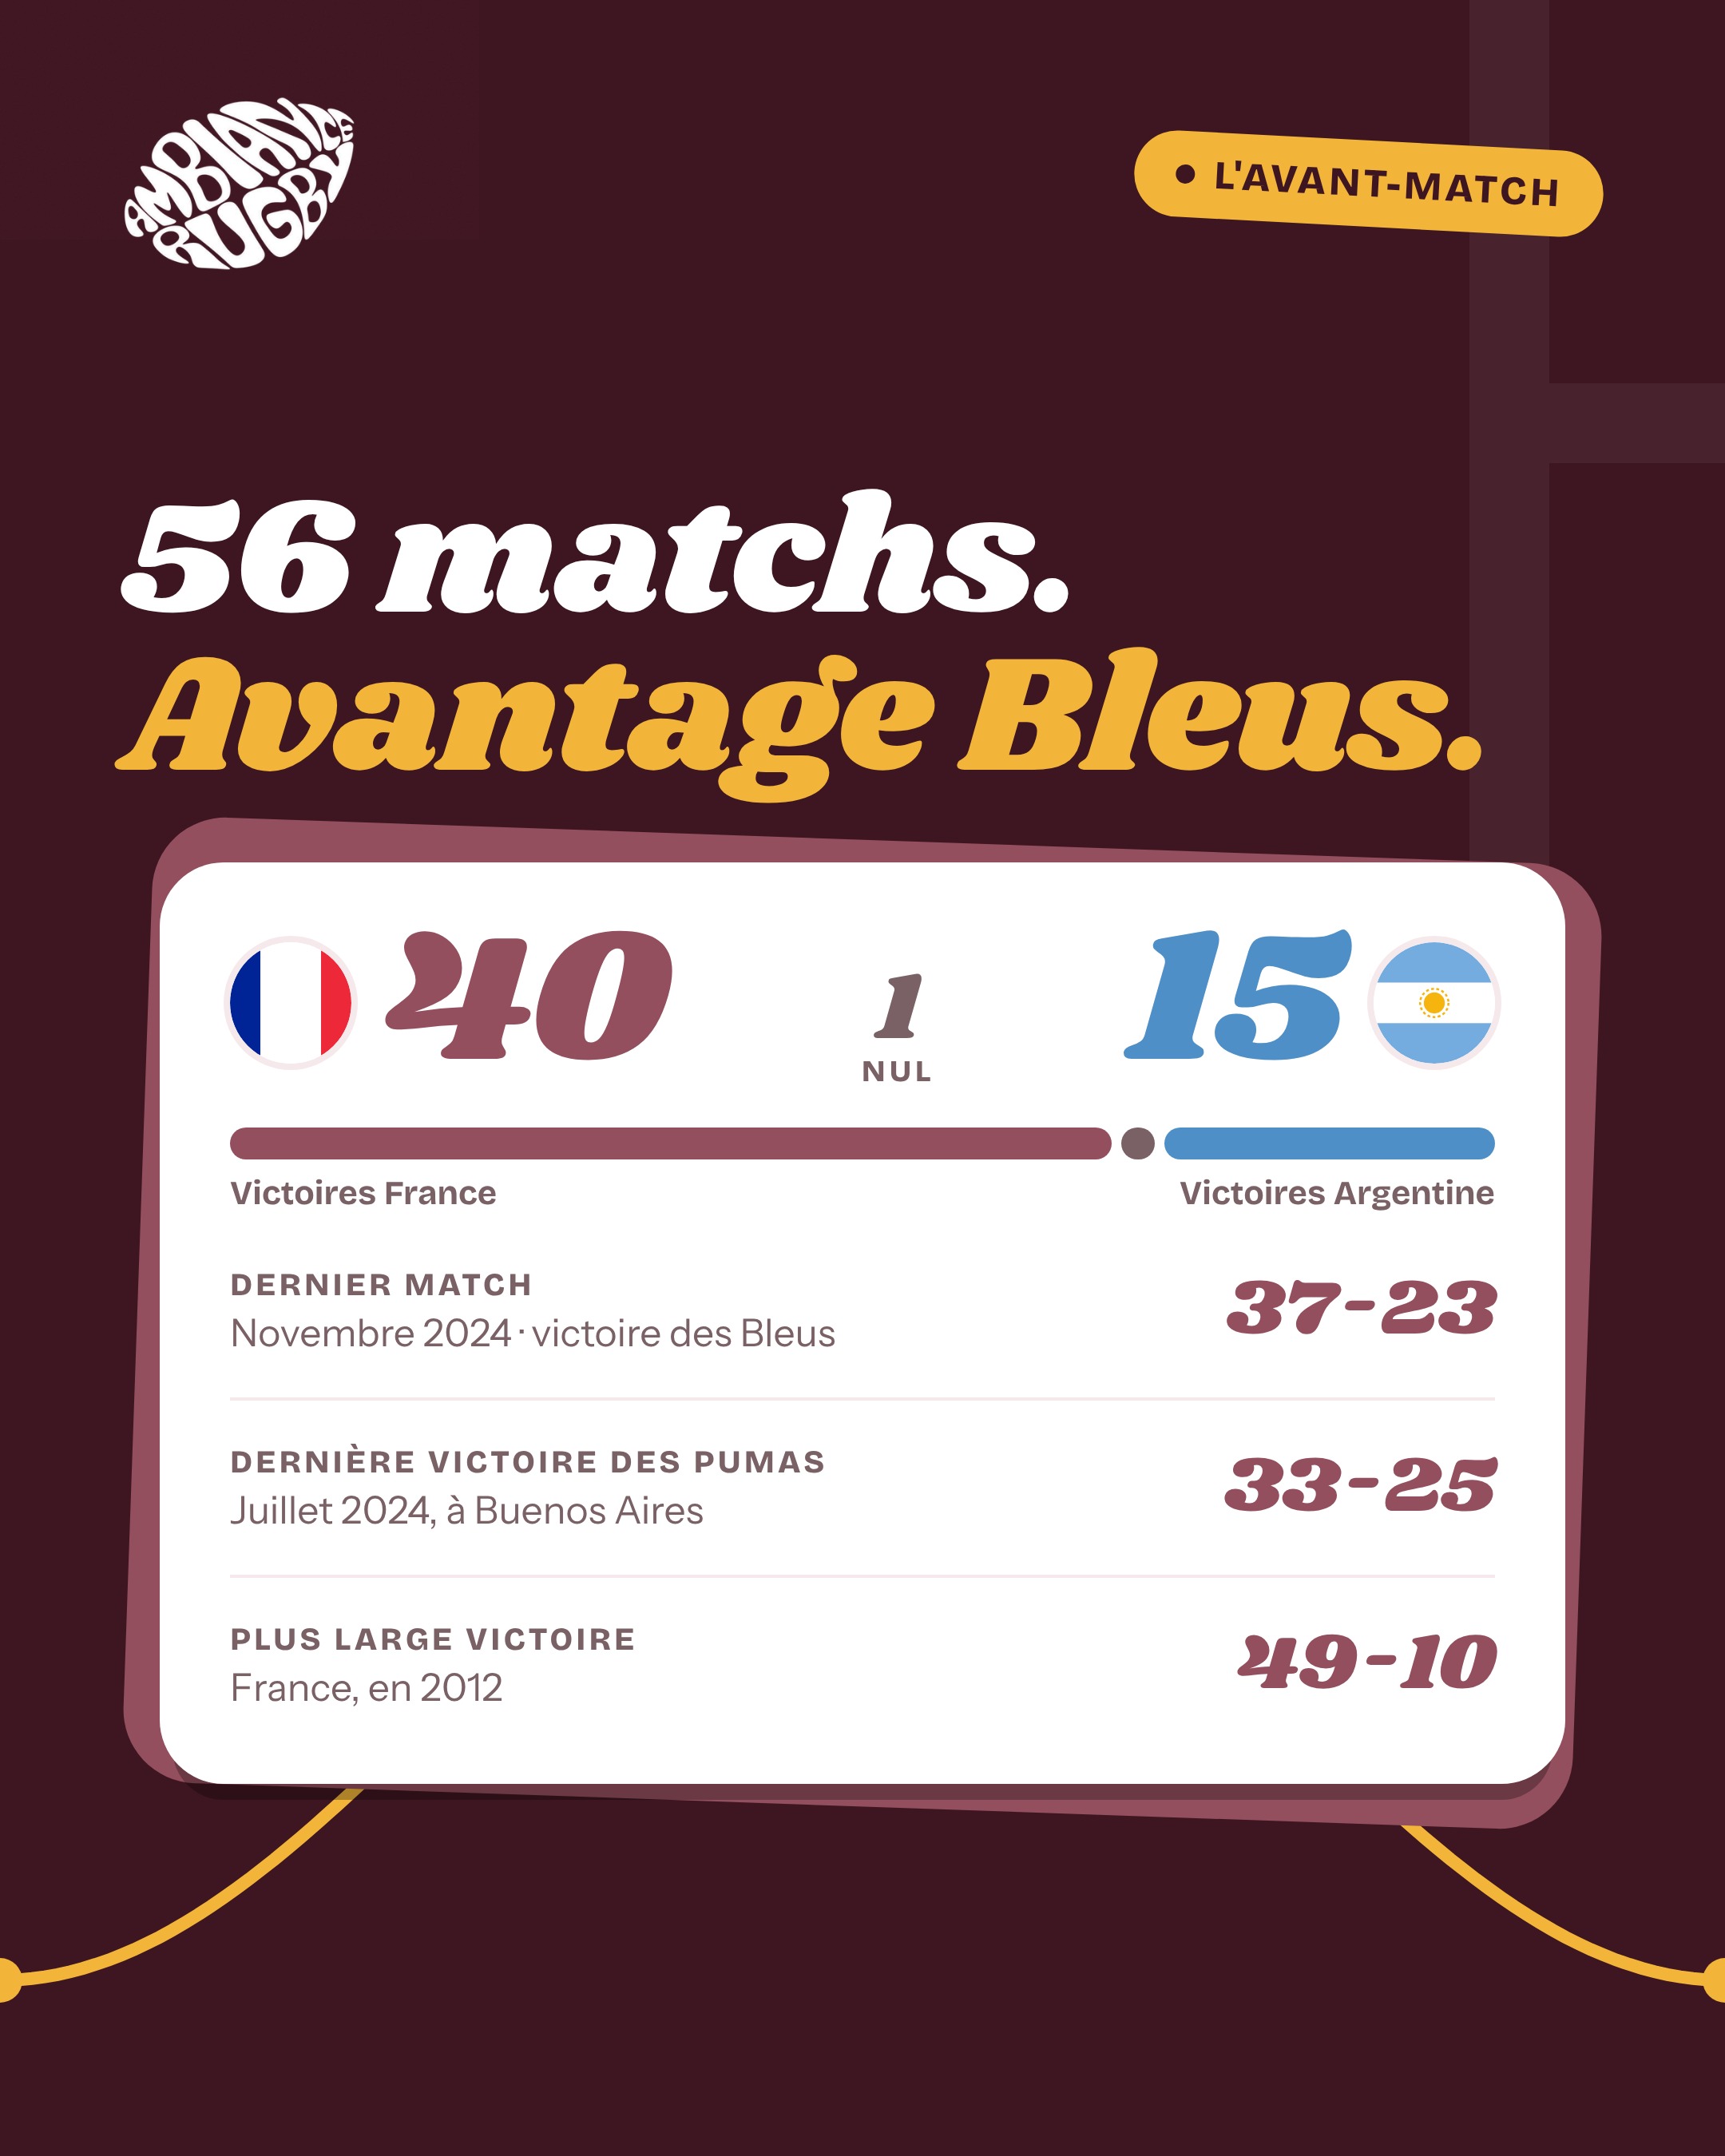 AMBIANCE
RUGBY
• L'AVANT-MATCH
56 matchs.
Avantage Bleus.
40
1
NUL
15
Victoires France
Victoires Argentine
DERNIER MATCH
Novembre 2024 · victoire des Bleus
37-23
DERNIÈRE VICTOIRE DES PUMAS
Juillet 2024, à Buenos Aires
33-25
PLUS LARGE VICTOIRE
France, en 2012
49-10